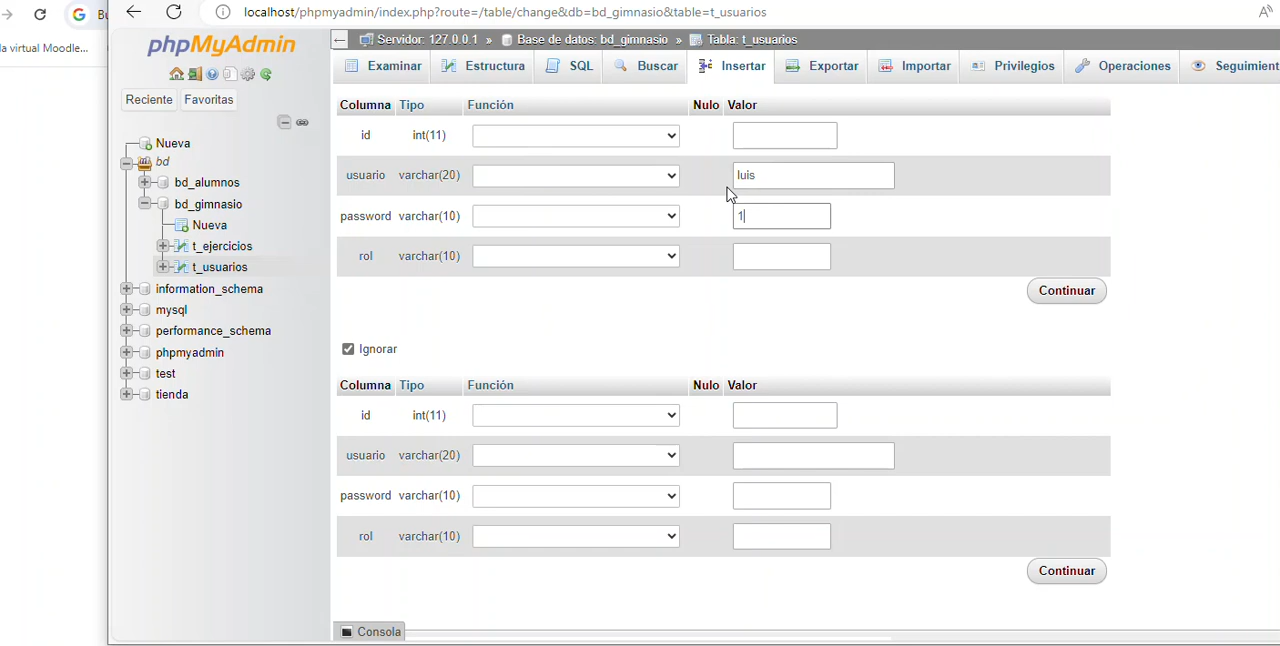 Bu
localhost/phpmyadmin/index.php?route=/table/change&db=bd_gimnasio&table=t_usuarios
la virtual Moodle...
phpMyAdmin
Servidor: 127.0.0.1 » Base de datos: bd_gimnasio » Tabla: t_usuarios
Examinar Estructura SQL Buscar Insertar Exportar Importar Privilegios Operaciones Seguimient
Reciente Favoritas
Nueva
bd
bd_alumnos
bd_gimnasio
Nueva
t_ejercicios
t_usuarios
information_schema
mysql
performance_schema
phpmyadmin
test
tienda
Columna Tipo Función Nulo Valor
id int(11)
usuario varchar(20) luis
password varchar(10) 1
rol varchar(10)
Continuar
Ignorar
Columna Tipo Función Nulo Valor
id int(11)
usuario varchar(20)
password varchar(10)
rol varchar(10)
Continuar
Consola